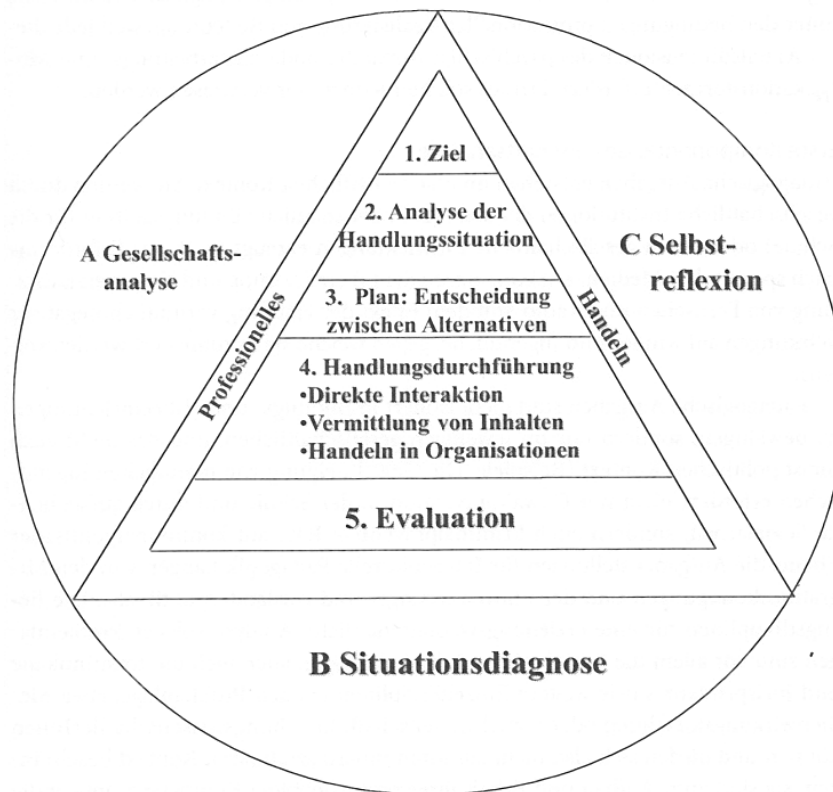 1. Ziel
2. Analyse der
Handlungssituation
A Gesellschafts-
analyse
C Selbst-
reflexion
Professionelles
Handeln
3. Plan: Entscheidung
zwischen Alternativen
4. Handlungsdurchführung
•Direkte Interaktion
•Vermittlung von Inhalten
•Handeln in Organisationen
5. Evaluation
B Situationsdiagnose